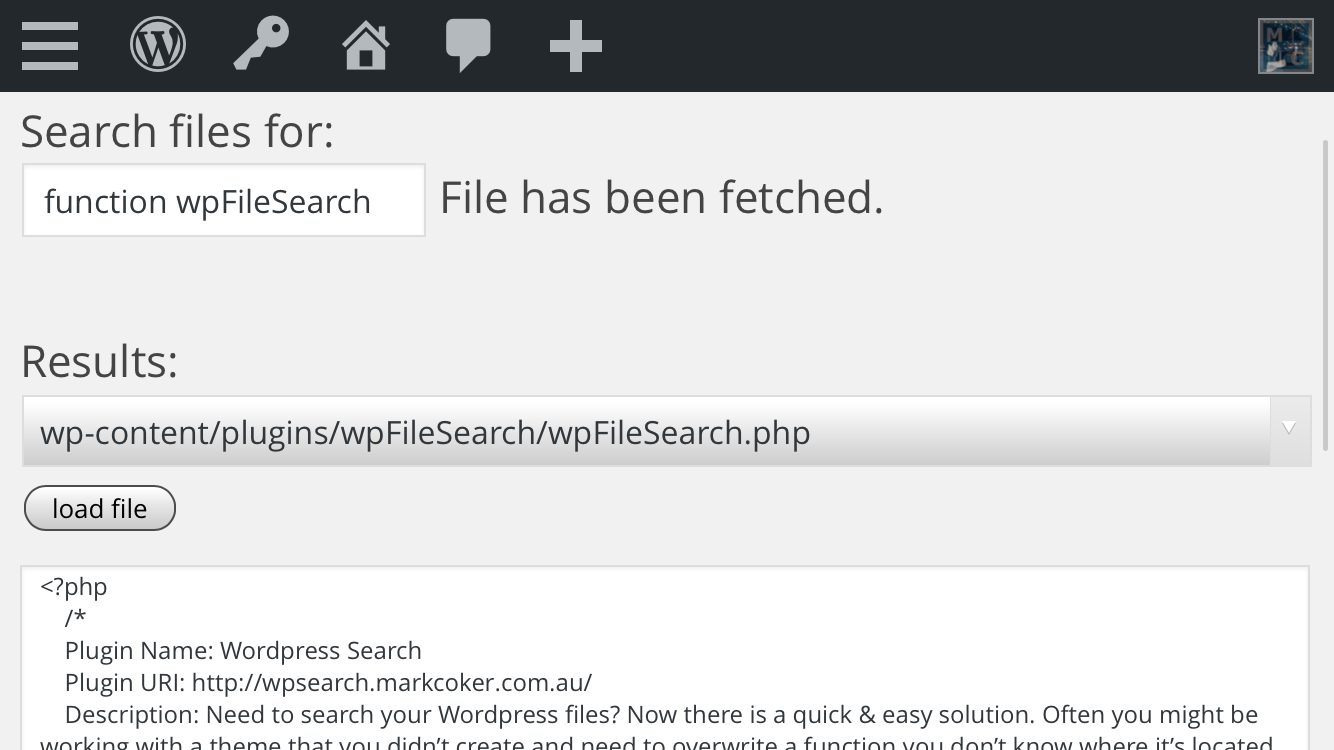 Search files for:
function wpFileSearch
File has been fetched.
Results:
wp-content/plugins/wpFileSearch/wpFileSearch.php
load file
<?php
/*
Plugin Name: Wordpress Search
Plugin URI: http://wpsearch.markcoker.com.au/
Description: Need to search your Wordpress files? Now there is a quick & easy solution. Often you might be
working with a theme that you didn’t create and need to overwrite a function you don’t know where it’s located